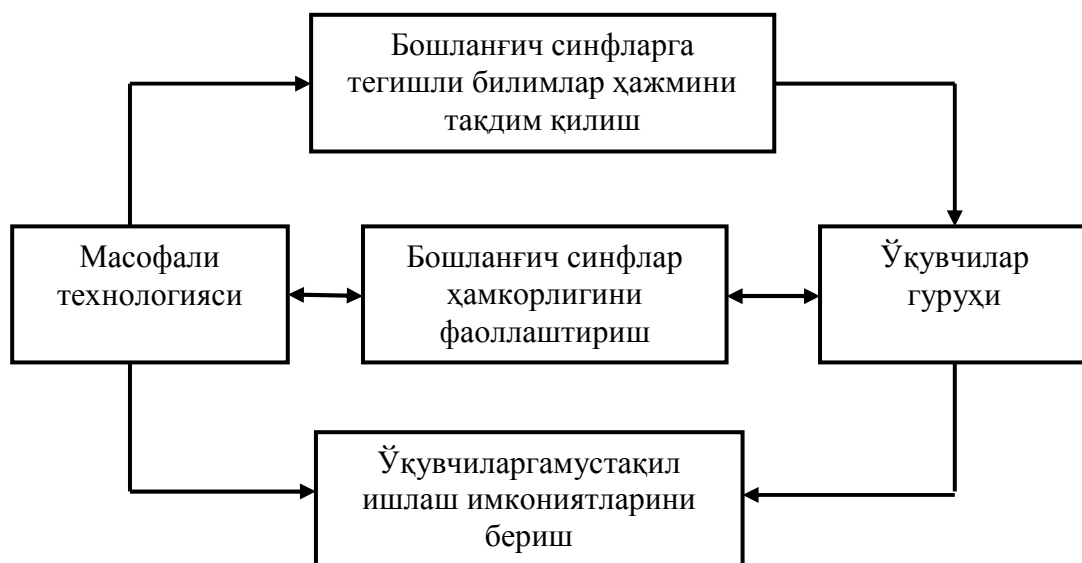 Бошланғич синфларга
тегишли билимлар ҳажмини
тақдим қилиш
Масофали
технологияси
Бошланғич синфлар
ҳамкорлигини
фаоллаштириш
Ўқувчилар
гуруҳи
Ўқувчиларгамустақил
ишлаш имкониятларини
бериш